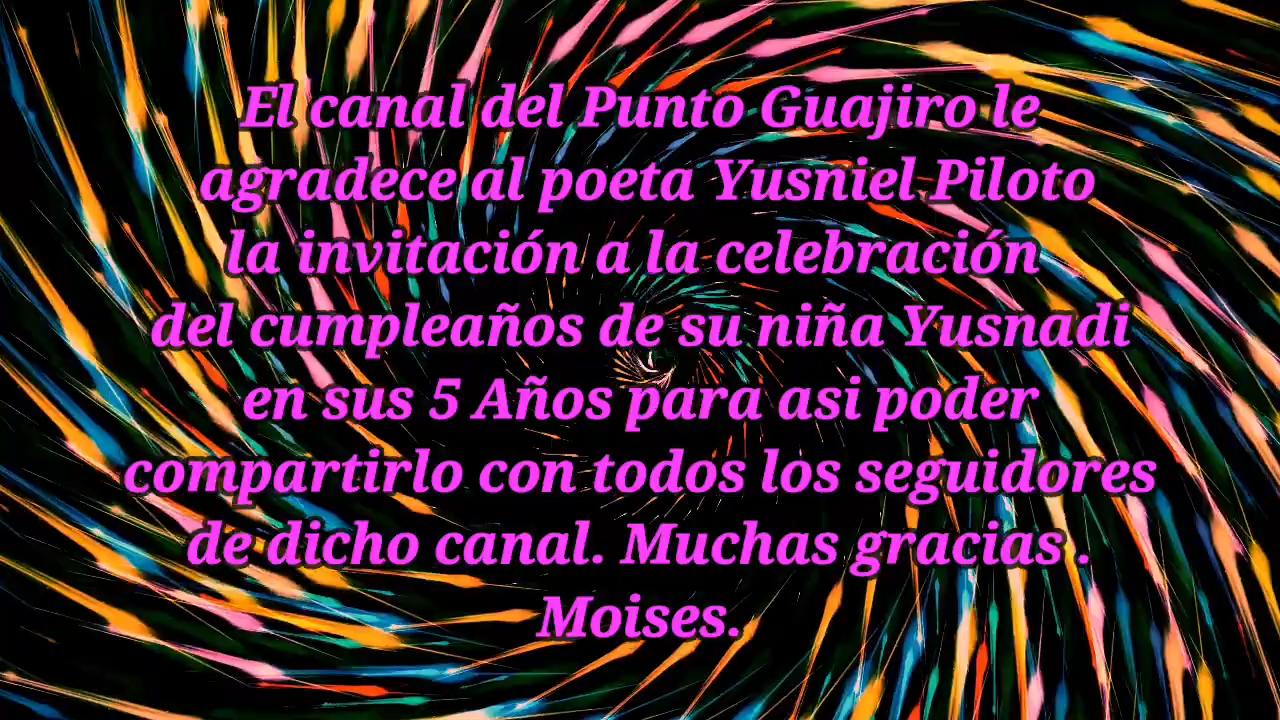 El canal del Punto Guajiro le
agradece al poeta Yusniel Piloto
la invitación a la celebración
del cumpleaños de su niña Yusnadi
en sus 5 Años para asi poder
compartirlo con todos los seguidores
de dicho canal. Muchas gracias .
Moises.